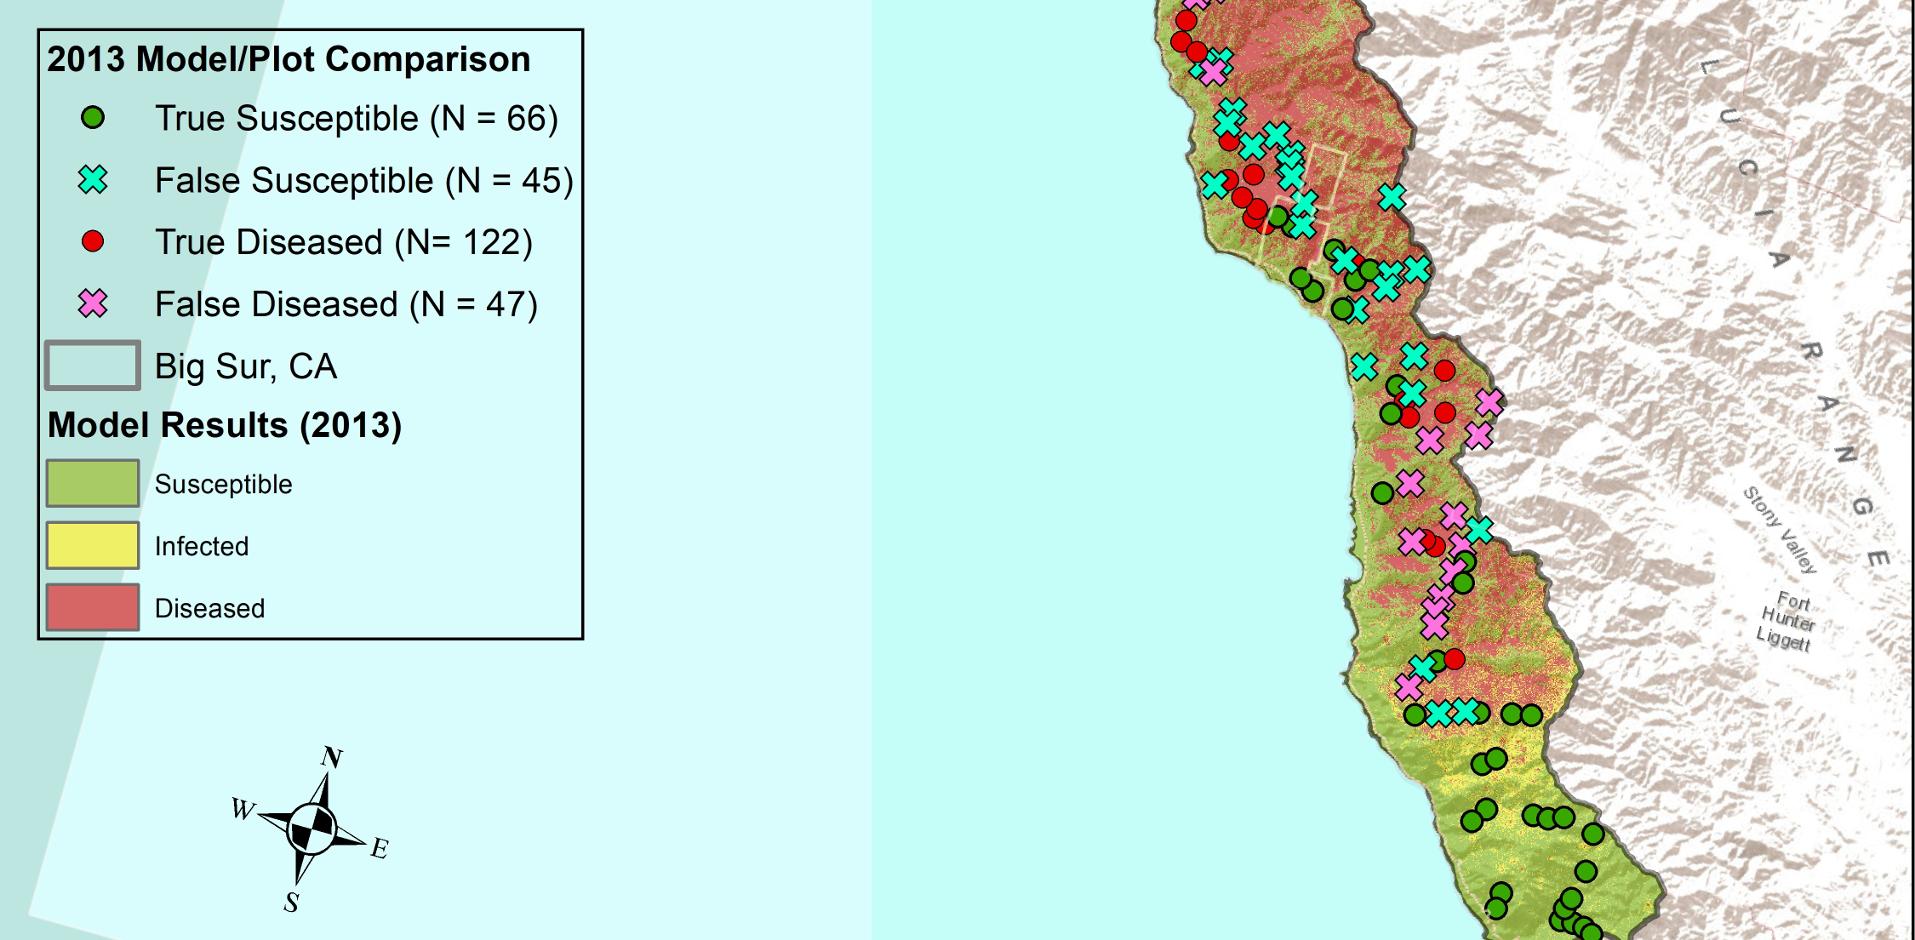 2013 Model/Plot Comparison
True Susceptible (N = 66)
False Susceptible (N = 45)
True Diseased (N= 122)
False Diseased (N = 47)
Big Sur, CA
Model Results (2013)
Susceptible
Infected
Diseased
N
W
E
S
LUCIA RANGE
Stony Valley
Fort
Hunter
Liggett